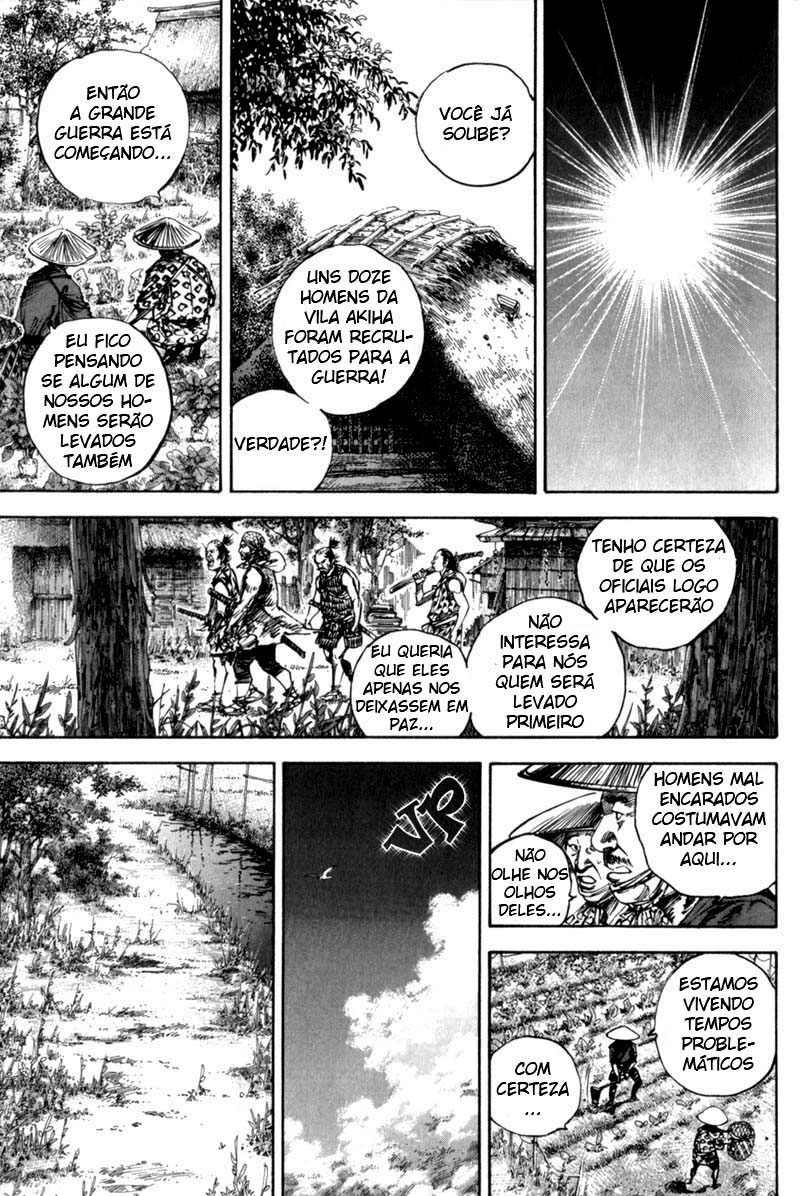 VOCÊ JÁ
SOUBE?
UNS DOZE
HOMENS DA
VILA AKIHA
FORAM RECRU-
TADOS PARA A
GUERRA!
VERDADE?!
ENTÃO
A GRANDE
GUERRA ESTÁ
COMEÇANDO...
EU FICO
PENSANDO
SE ALGUM DE
NOSSOS HO-
MENS SERÃO
LEVADOS
TAMBÉM
TENHO CERTEZA
DE QUE OS
OFICIAIS LOGO
APARECERÃO
NÃO
INTERESSA
PARA NÓS
QUEM SERÁ
LEVADO
PRIMEIRO
EU QUERIA
QUE ELES
APENAS NOS
DEIXASSEM EM
PAZ...
HOMENS MAL
ENCARADOS
COSTUMAVAM
ANDAR POR
AQUI...
NÃO
OLHE NOS
OLHOS
DELES...
ESTAMOS
VIVENDO
TEMPOS
PROBLE-
MÁTICOS
COM
CERTEZA
...
VP